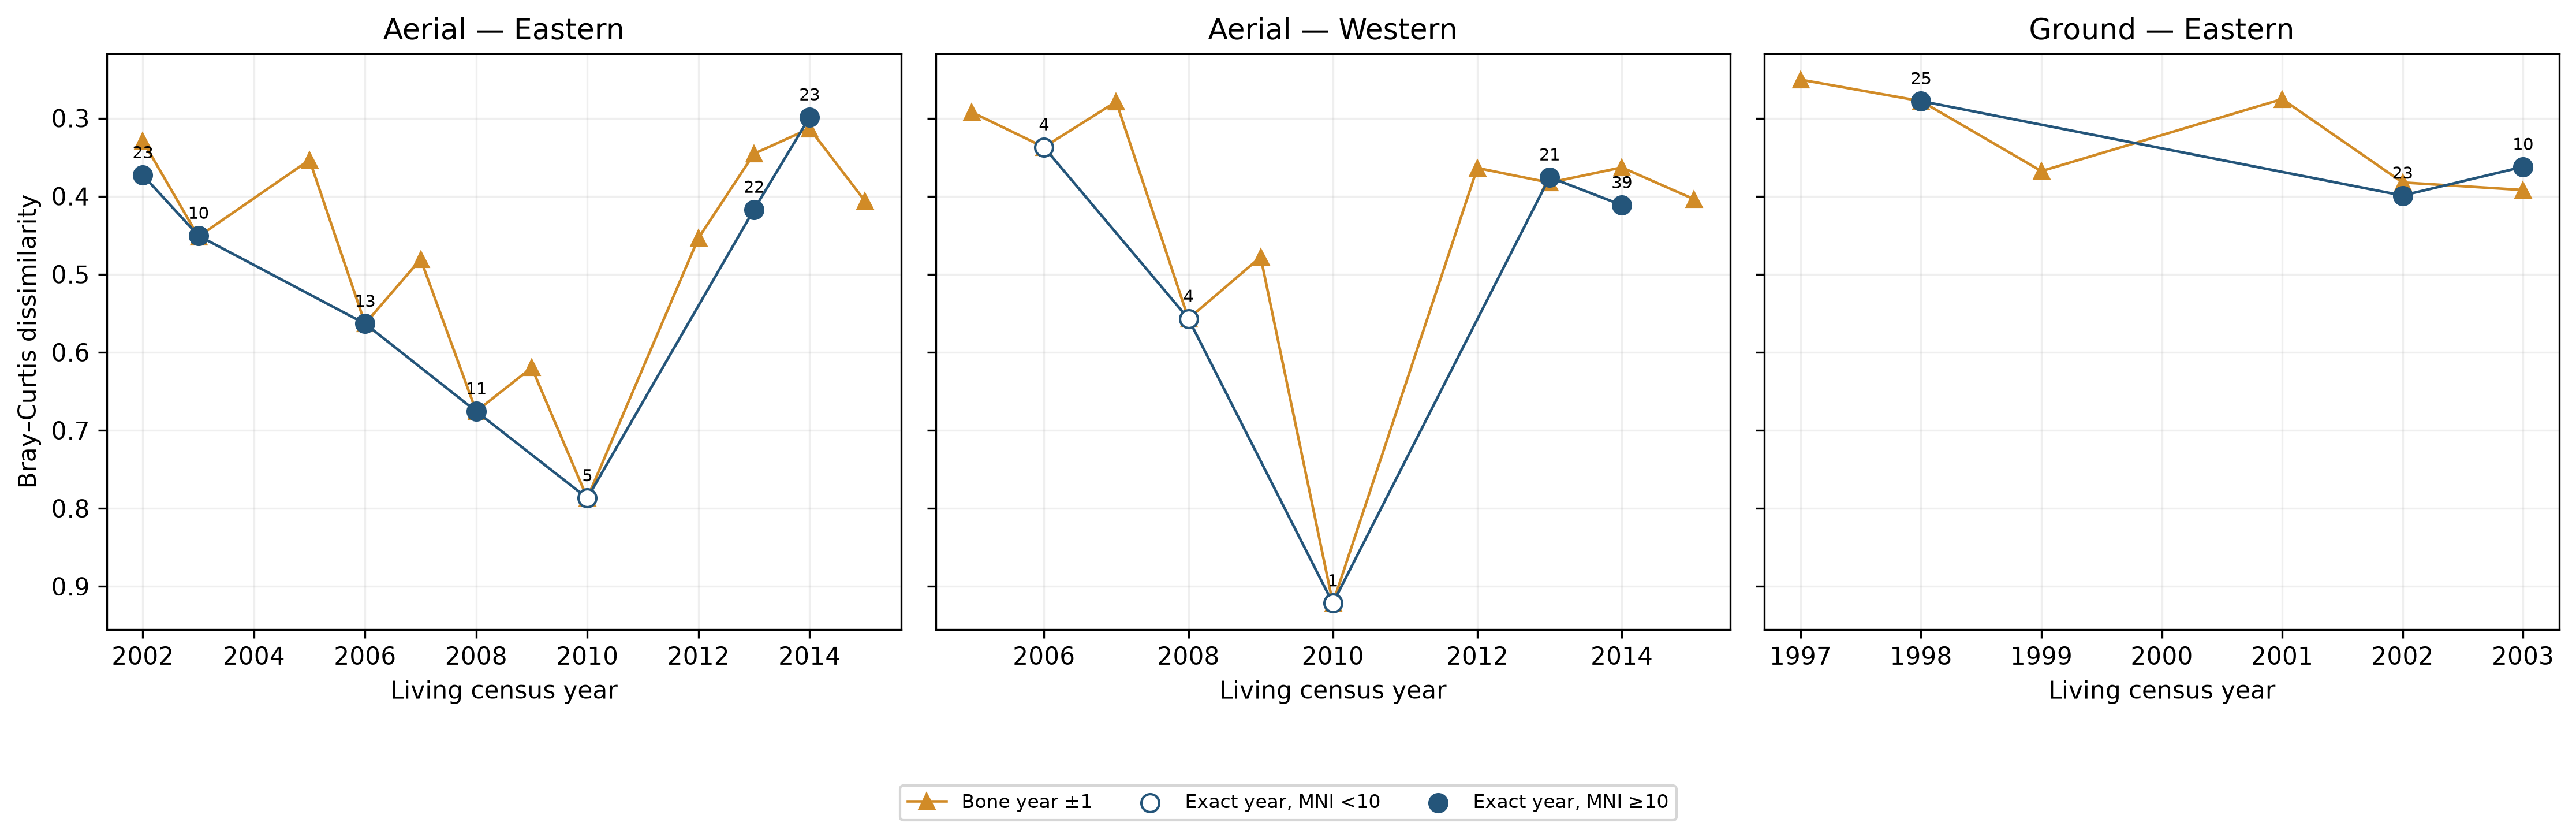 Aerial — Eastern
Aerial — Western
Ground — Eastern
Bray–Curtis dissimilarity
0.3
0.4
0.5
0.6
0.7
0.8
0.9
23
10
13
11
5
22
23
2002 2004 2006 2008 2010 2012 2014
Living census year
4
4
1
21
39
2006 2008 2010 2012 2014
Living census year
25
23
10
1997 1998 1999 2000 2001 2002 2003
Living census year
Bone year ±1 Exact year, MNI <10 Exact year, MNI ≥10